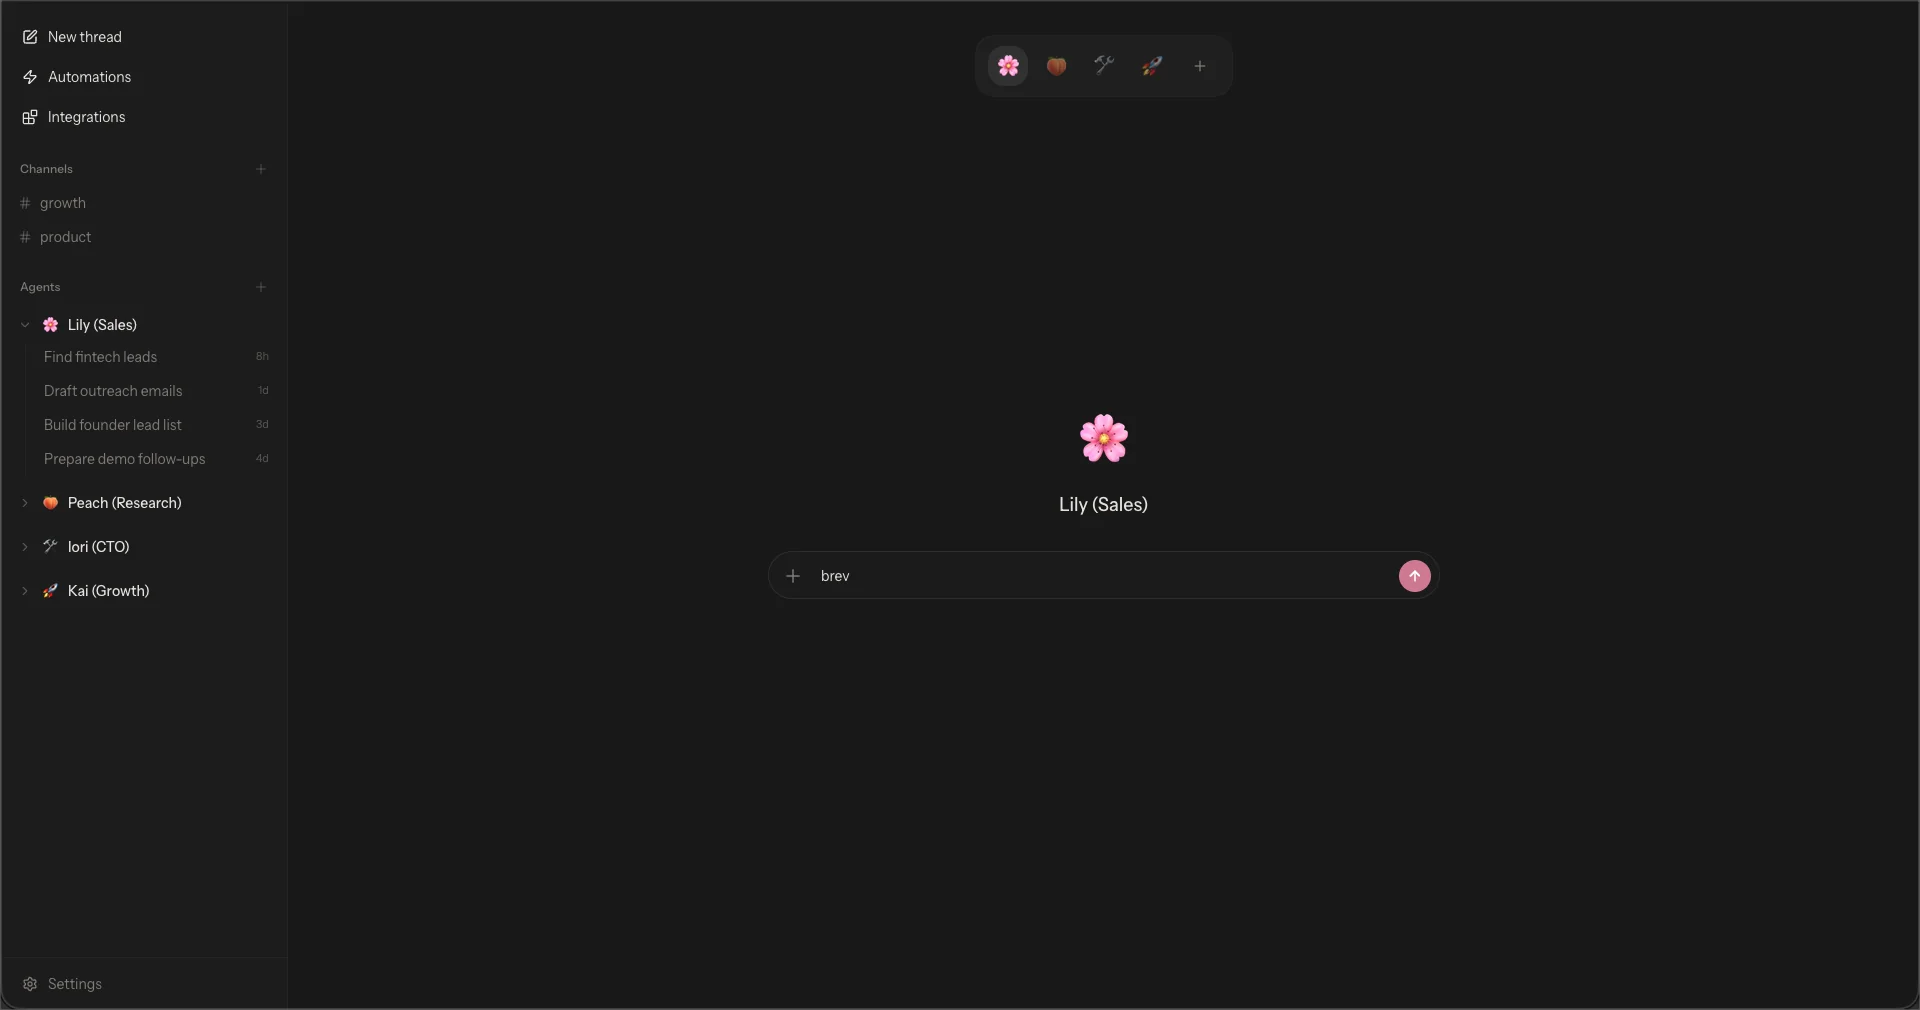 New thread
Automations
Integrations
Channels
# growth
# product
Agents
Lily (Sales)
Find fintech leads 8h
Draft outreach emails 1d
Build founder lead list 3d
Prepare demo follow-ups 4d
Peach (Research)
Iori (CTO)
Kai (Growth)
Settings
Lily (Sales)
brev